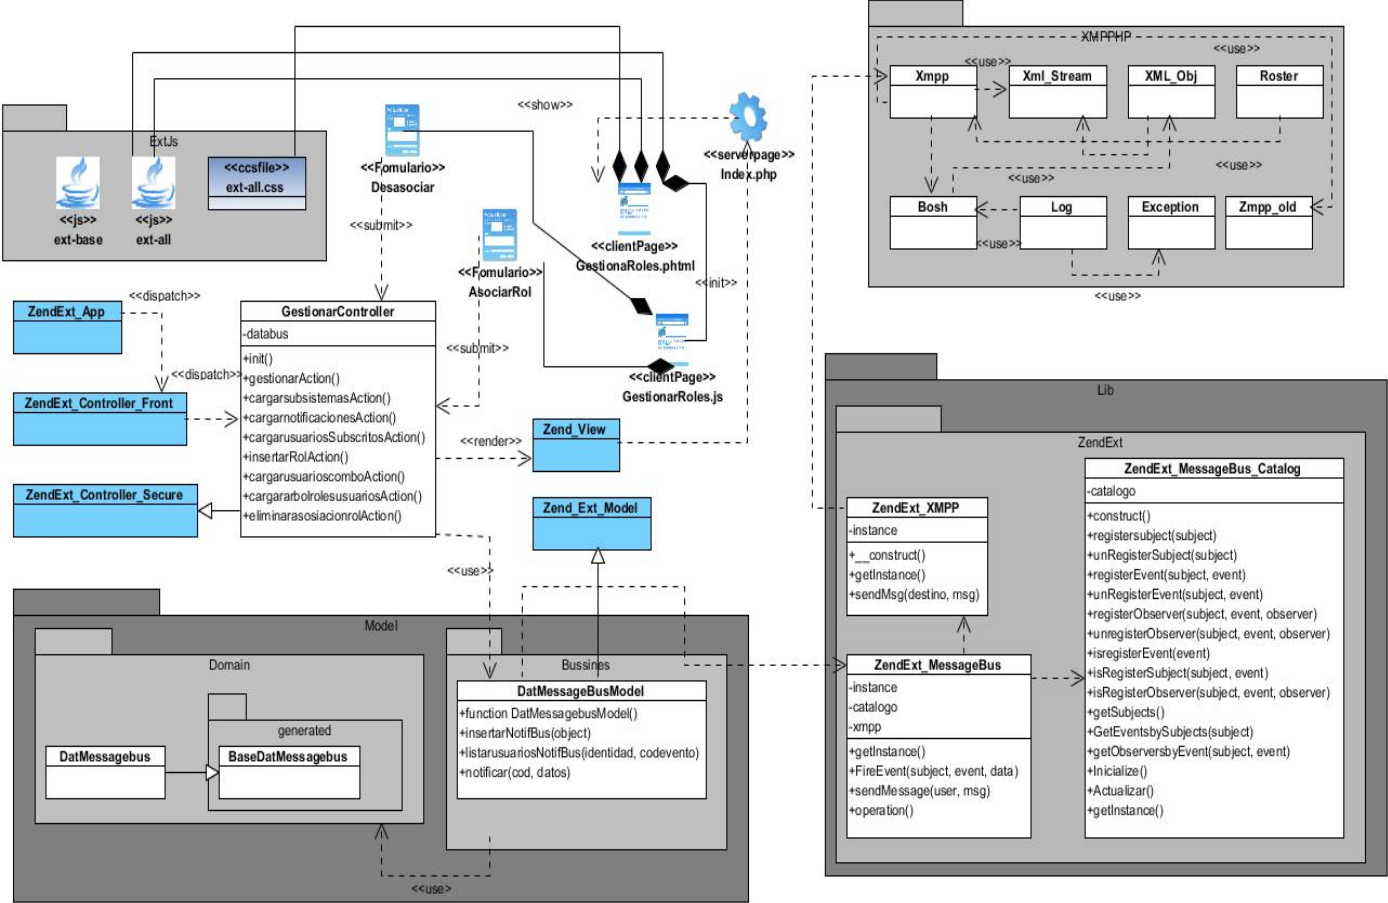 ExtJs
<<js>>
ext-base
<<js>>
ext-all
<<ccsfile>>
ext-all.css
<<Fomulario>>
Desasociar
<<submit>>
<<Fomulario>>
AsociarRol
<<submit>>
<<show>>
<<serverpage>>
Index.php
<<clientPage>>
GestionaRoles.phtml
<<init>>
<<clientPage>>
GestionarRoles.js
ZendExt_App
<<dispatch>>
ZendExt_Controller_Front
<<dispatch>>
ZendExt_Controller_Secure
GestionarController
-databus
+init()
+gestionarAction()
+cargarsubsistemasAction()
+cargarnotificacionesAction()
+cargarusuariosSubscritosAction()
+insertarRolAction()
+cargarusuarioscomboAction()
+cargararbolrolesusuariosAction()
+eliminarasosiacionrolAction()
<<render>>
Zend_View
Zend_Ext_Model
<<use>>
Model
Domain
generated
DatMessagebus
BaseDatMessagebus
Bussines
DatMessageBusModel
+function DatMessagebusModel()
+insertarNotifBus(object)
+listarusuariosNotifBus(identidad, codevento)
+notificar(cod, datos)
<<use>
XMPPHP
<<use>>
<<use>>
Xmpp
Xml_Stream
XML_Obj
Roster
<<use>>
<<use>>
Bosh
Log
Exception
Zmpp_old
<<use>>
<<use>>
Lib
ZendExt
ZendExt_XMPP
-instance
+__construct()
+getInstance()
+sendMsg(destino, msg)
ZendExt_MessageBus
-instance
-catalogo
-xmpp
+getInstance()
+FireEvent(subject, event, data)
+sendMessage(user, msg)
+operation()
ZendExt_MessageBus_Catalog
-catalogo
+construct()
+registersubject(subject)
+unRegisterSubject(subject)
+registerEvent(subject, event)
+unRegisterEvent(subject, event)
+registerObserver(subject, event, observer)
+unregisterObserver(subject, event, observer)
+isregisterEvent(event)
+isRegisterSubject(subject, event)
+isRegisterObserver(subject, event, observer)
+getSubjects()
+GetEventsbySubjects(subject)
+getObserversbyEvent(subject, event)
+Inicialize()
+Actualizar()
+getInstance()